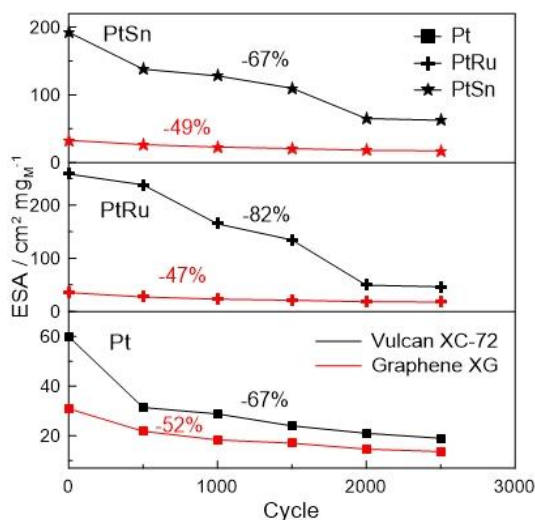 200
PtSn
-67%
Pt
PtRu
PtSn
100
-49%
0
200
PtRu
-82%
100
-47%
0
ESA / cm² mg_M⁻¹
60
Pt
Vulcan XC-72
Graphene XG
40
-67%
-52%
20
0 1000 2000 3000
Cycle